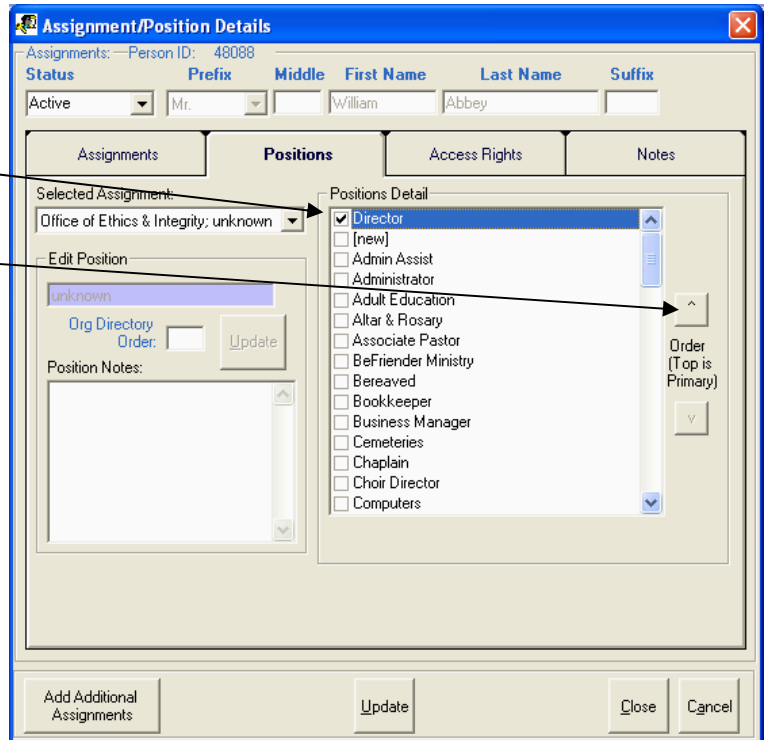 Assignment/Position Details
Assignments: Person ID: 48088
Status Prefix Middle First Name Last Name Suffix
Active Mr. William Abbey
Assignments Positions Access Rights Notes
Selected Assignment:
Office of Ethics & Integrity; unknown
Edit Position
unknown
Org Directory
Order:
Update
Position Notes:
Positions Detail
Director
[new]
Admin Assist
Administrator
Adult Education
Altar & Rosary
Associate Pastor
BeFriender Ministry
Bereaved
Bookkeeper
Business Manager
Cemeteries
Chaplain
Choir Director
Computers
^
Order
(Top is
Primary)
v
Add Additional
Assignments
Update
Close
Cancel